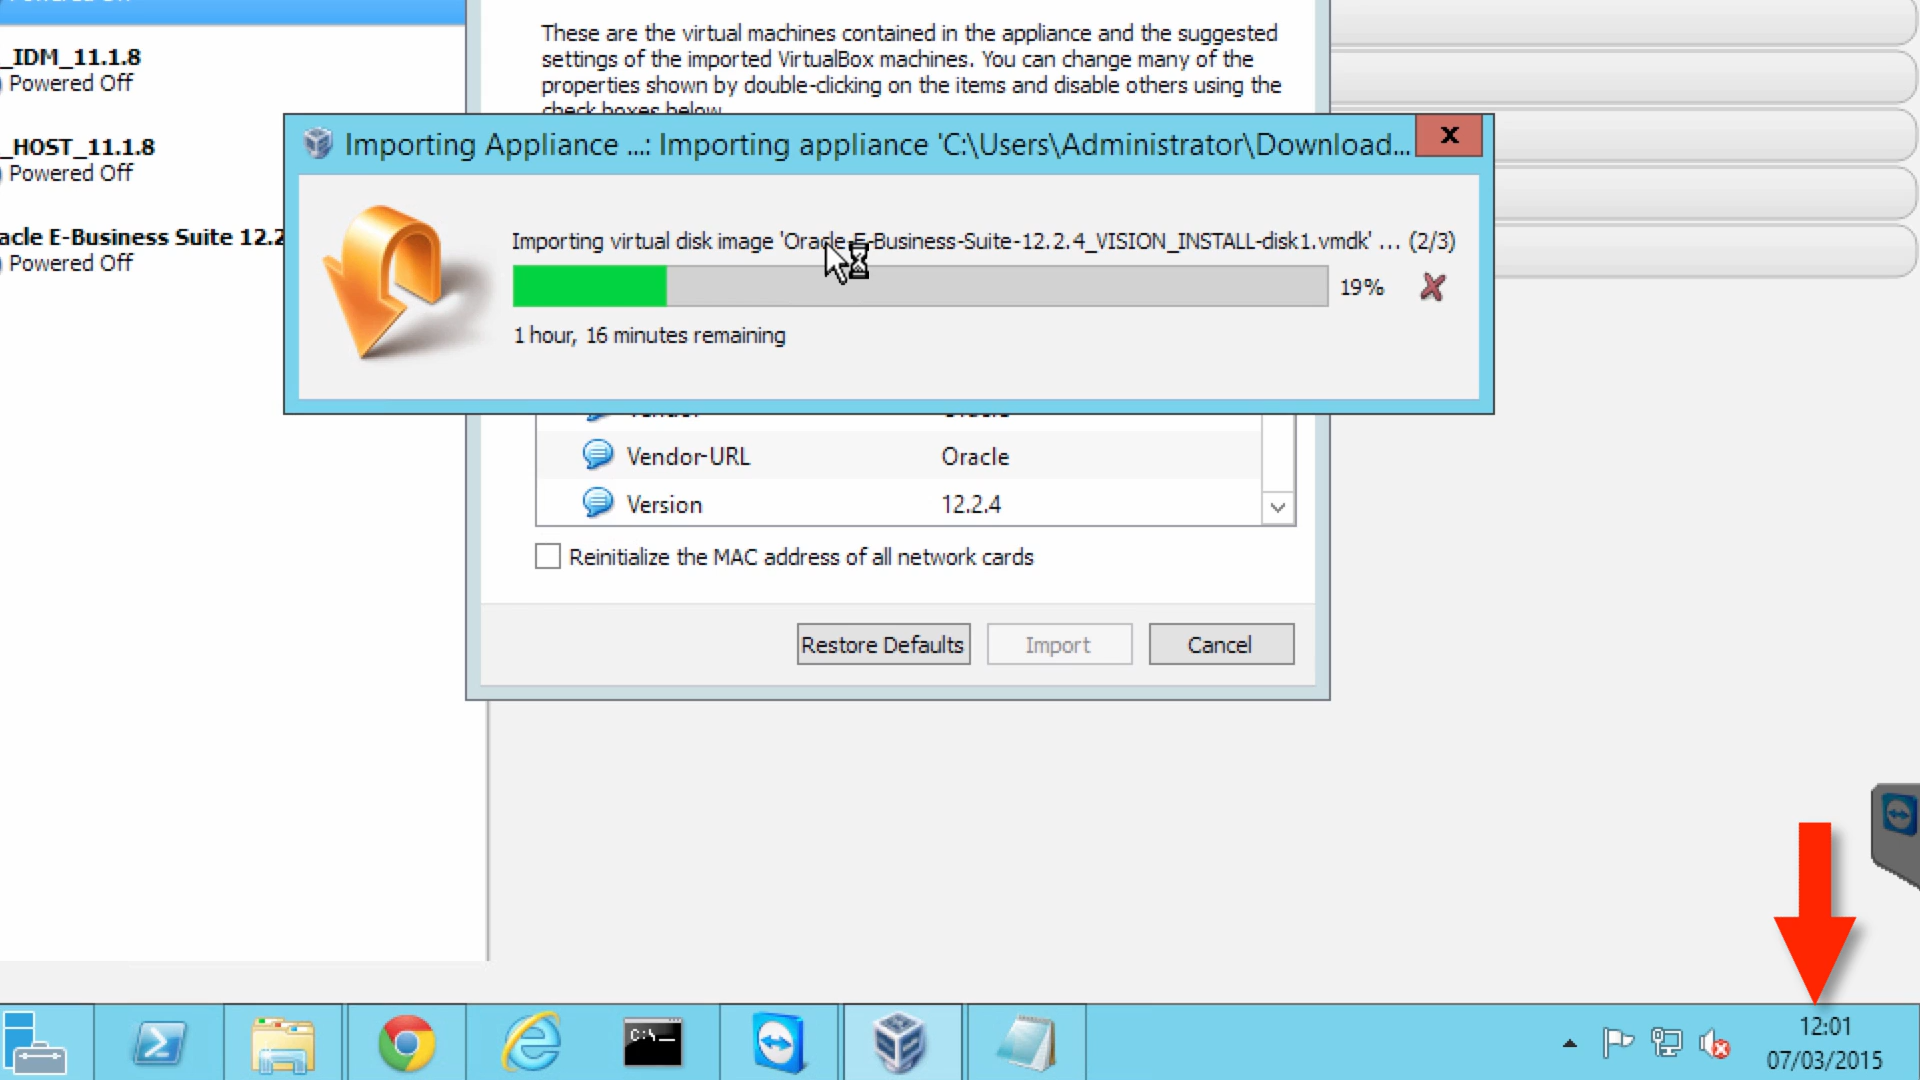 _IDM_11.1.8
Powered Off
_HOST_11.1.8
Powered Off
acle E-Business Suite 12.2
Powered Off
These are the virtual machines contained in the appliance and the suggested
settings of the imported VirtualBox machines. You can change many of the
properties shown by double-clicking on the items and disable others using the
check boxes below.
Importing Appliance ...: Importing appliance 'C:\Users\Administrator\Download...
Importing virtual disk image 'Oracle-E-Business-Suite-12.2.4_VISION_INSTALL-disk1.vmdk' ... (2/3)
19%
1 hour, 16 minutes remaining
Vendor-URL Oracle
Version 12.2.4
Reinitialize the MAC address of all network cards
Restore Defaults Import Cancel
C:\_
12:01
07/03/2015